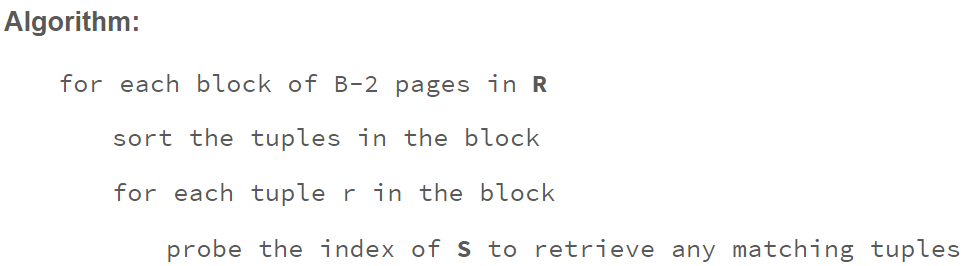 Algorithm:
for each block of B-2 pages in R
sort the tuples in the block
for each tuple r in the block
probe the index of S to retrieve any matching tuples